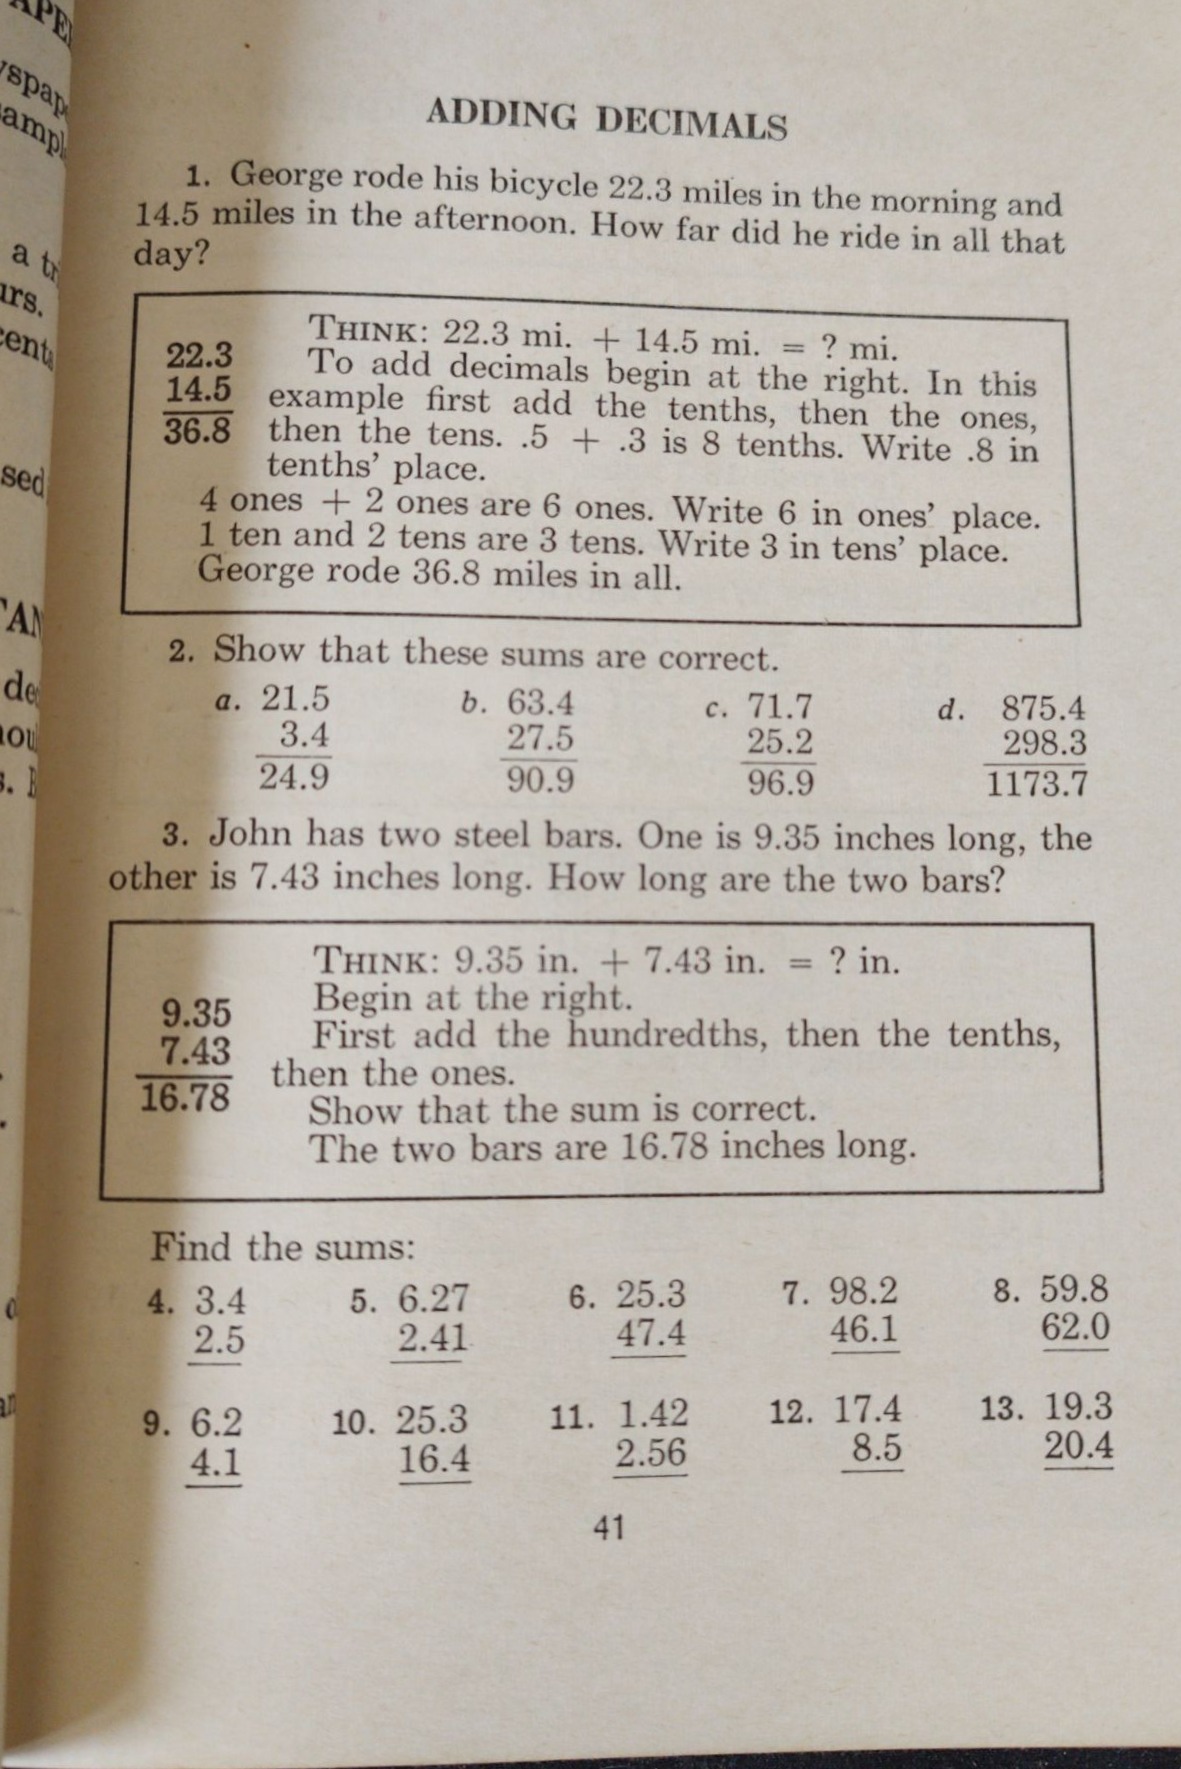 ADDING DECIMALS
1. George rode his bicycle 22.3 miles in the morning and
14.5 miles in the afternoon. How far did he ride in all that
day?
22.3
14.5
36.8
THINK: 22.3 mi. + 14.5 mi. = ? mi.
To add decimals begin at the right. In this
example first add the tenths, then the ones,
then the tens. .5 + .3 is 8 tenths. Write .8 in
tenths' place.
4 ones + 2 ones are 6 ones. Write 6 in ones' place.
1 ten and 2 tens are 3 tens. Write 3 in tens' place.
George rode 36.8 miles in all.
2. Show that these sums are correct.
a. 21.5 b. 63.4 c. 71.7 d. 875.4
3.4 27.5 25.2 298.3
24.9 90.9 96.9 1173.7
3. John has two steel bars. One is 9.35 inches long, the
other is 7.43 inches long. How long are the two bars?
9.35
7.43
16.78
THINK: 9.35 in. + 7.43 in. = ? in.
Begin at the right.
First add the hundredths, then the tenths,
then the ones.
Show that the sum is correct.
The two bars are 16.78 inches long.
Find the sums:
4. 3.4 5. 6.27 6. 25.3 7. 98.2 8. 59.8
2.5 2.41 47.4 46.1 62.0
9. 6.2 10. 25.3 11. 1.42 12. 17.4 13. 19.3
4.1 16.4 2.56 8.5 20.4
41